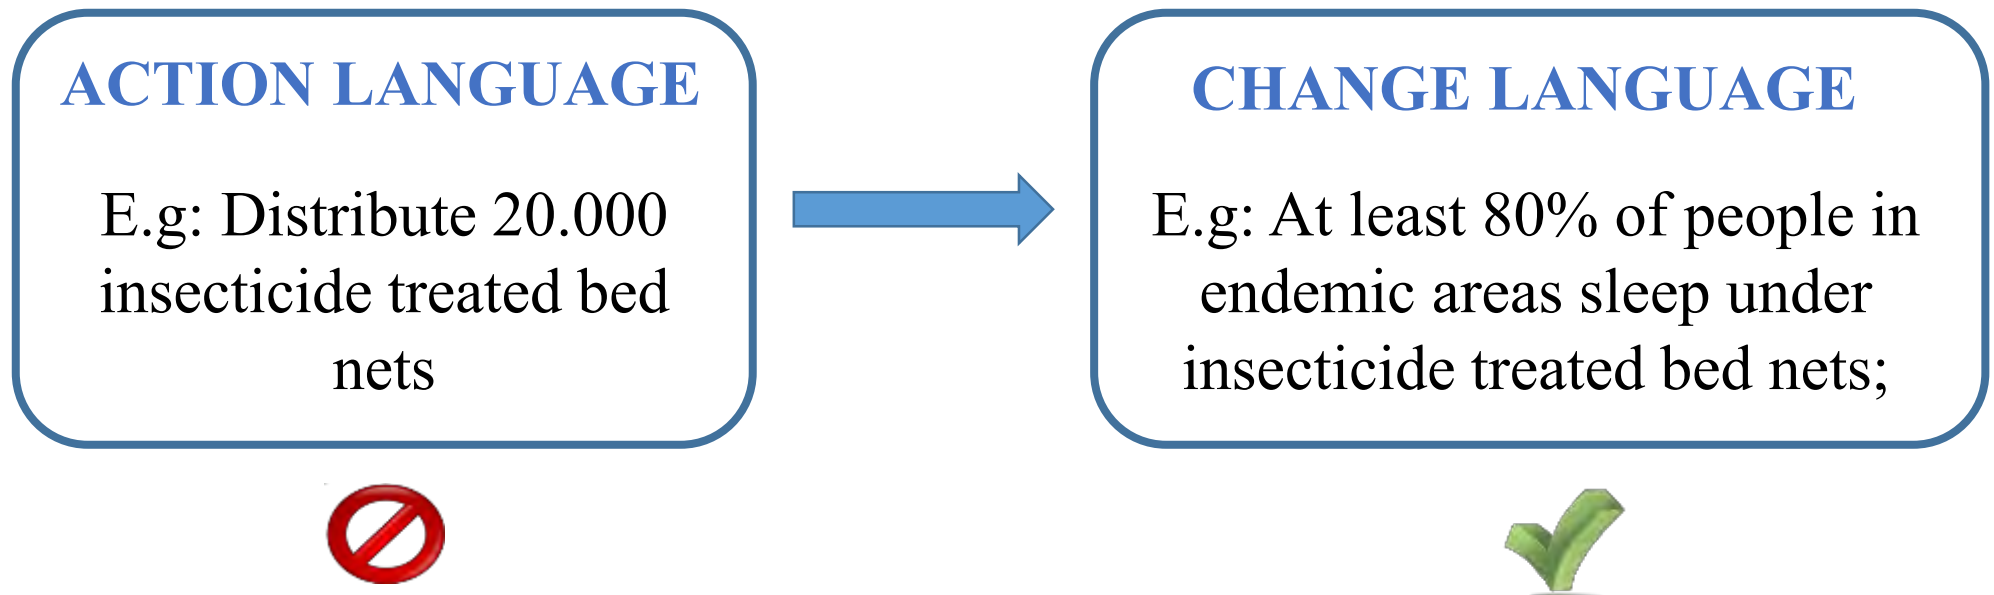 ACTION LANGUAGE
E.g: Distribute 20.000
insecticide treated bed
nets
CHANGE LANGUAGE
E.g: At least 80% of people in
endemic areas sleep under
insecticide treated bed nets;